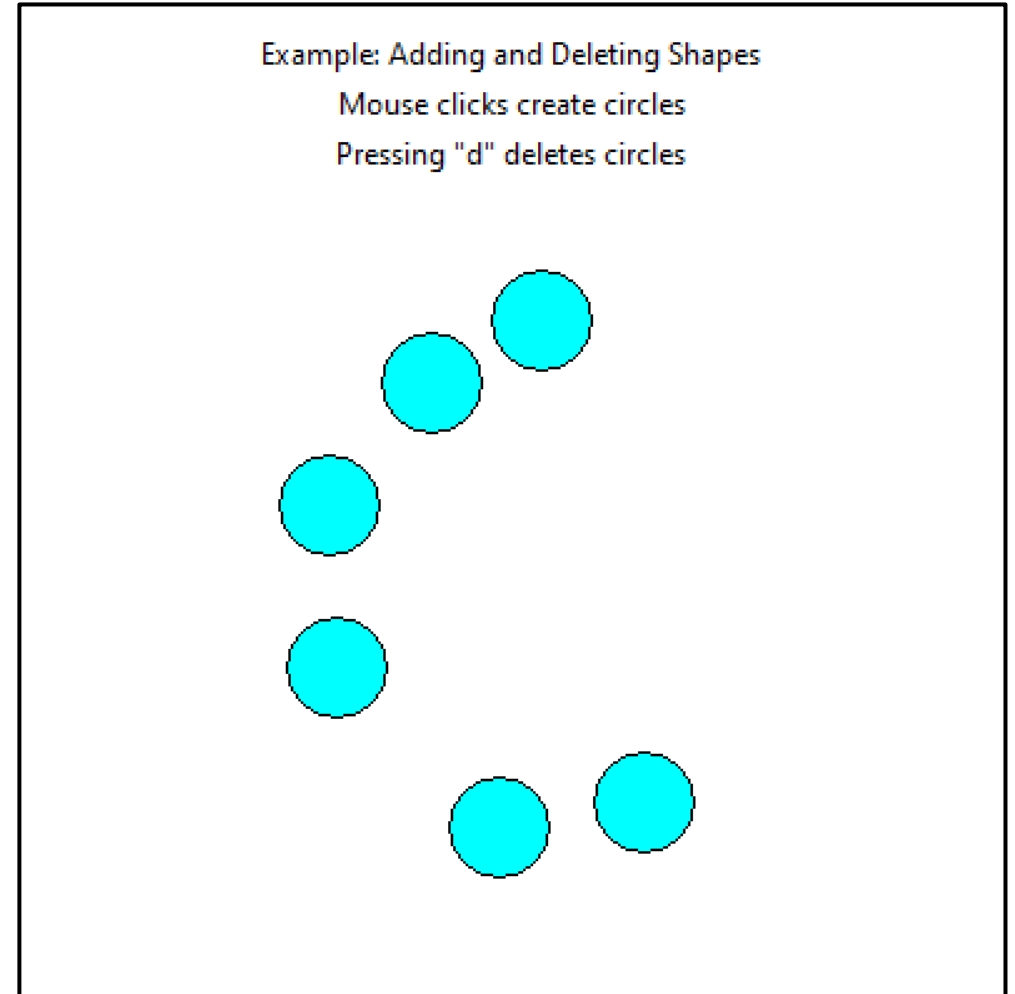 Example: Adding and Deleting Shapes
Mouse clicks create circles
Pressing "d" deletes circles